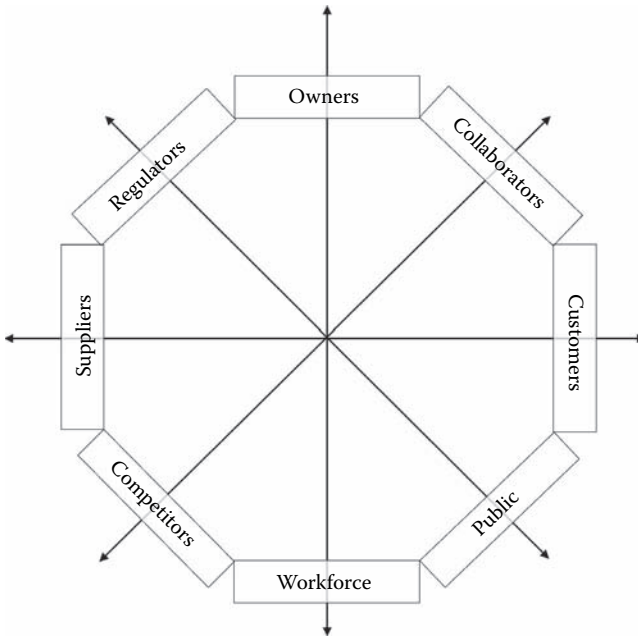 Owners
Collaborators
Regulators
Suppliers
Customers
Competitors
Public
Workforce